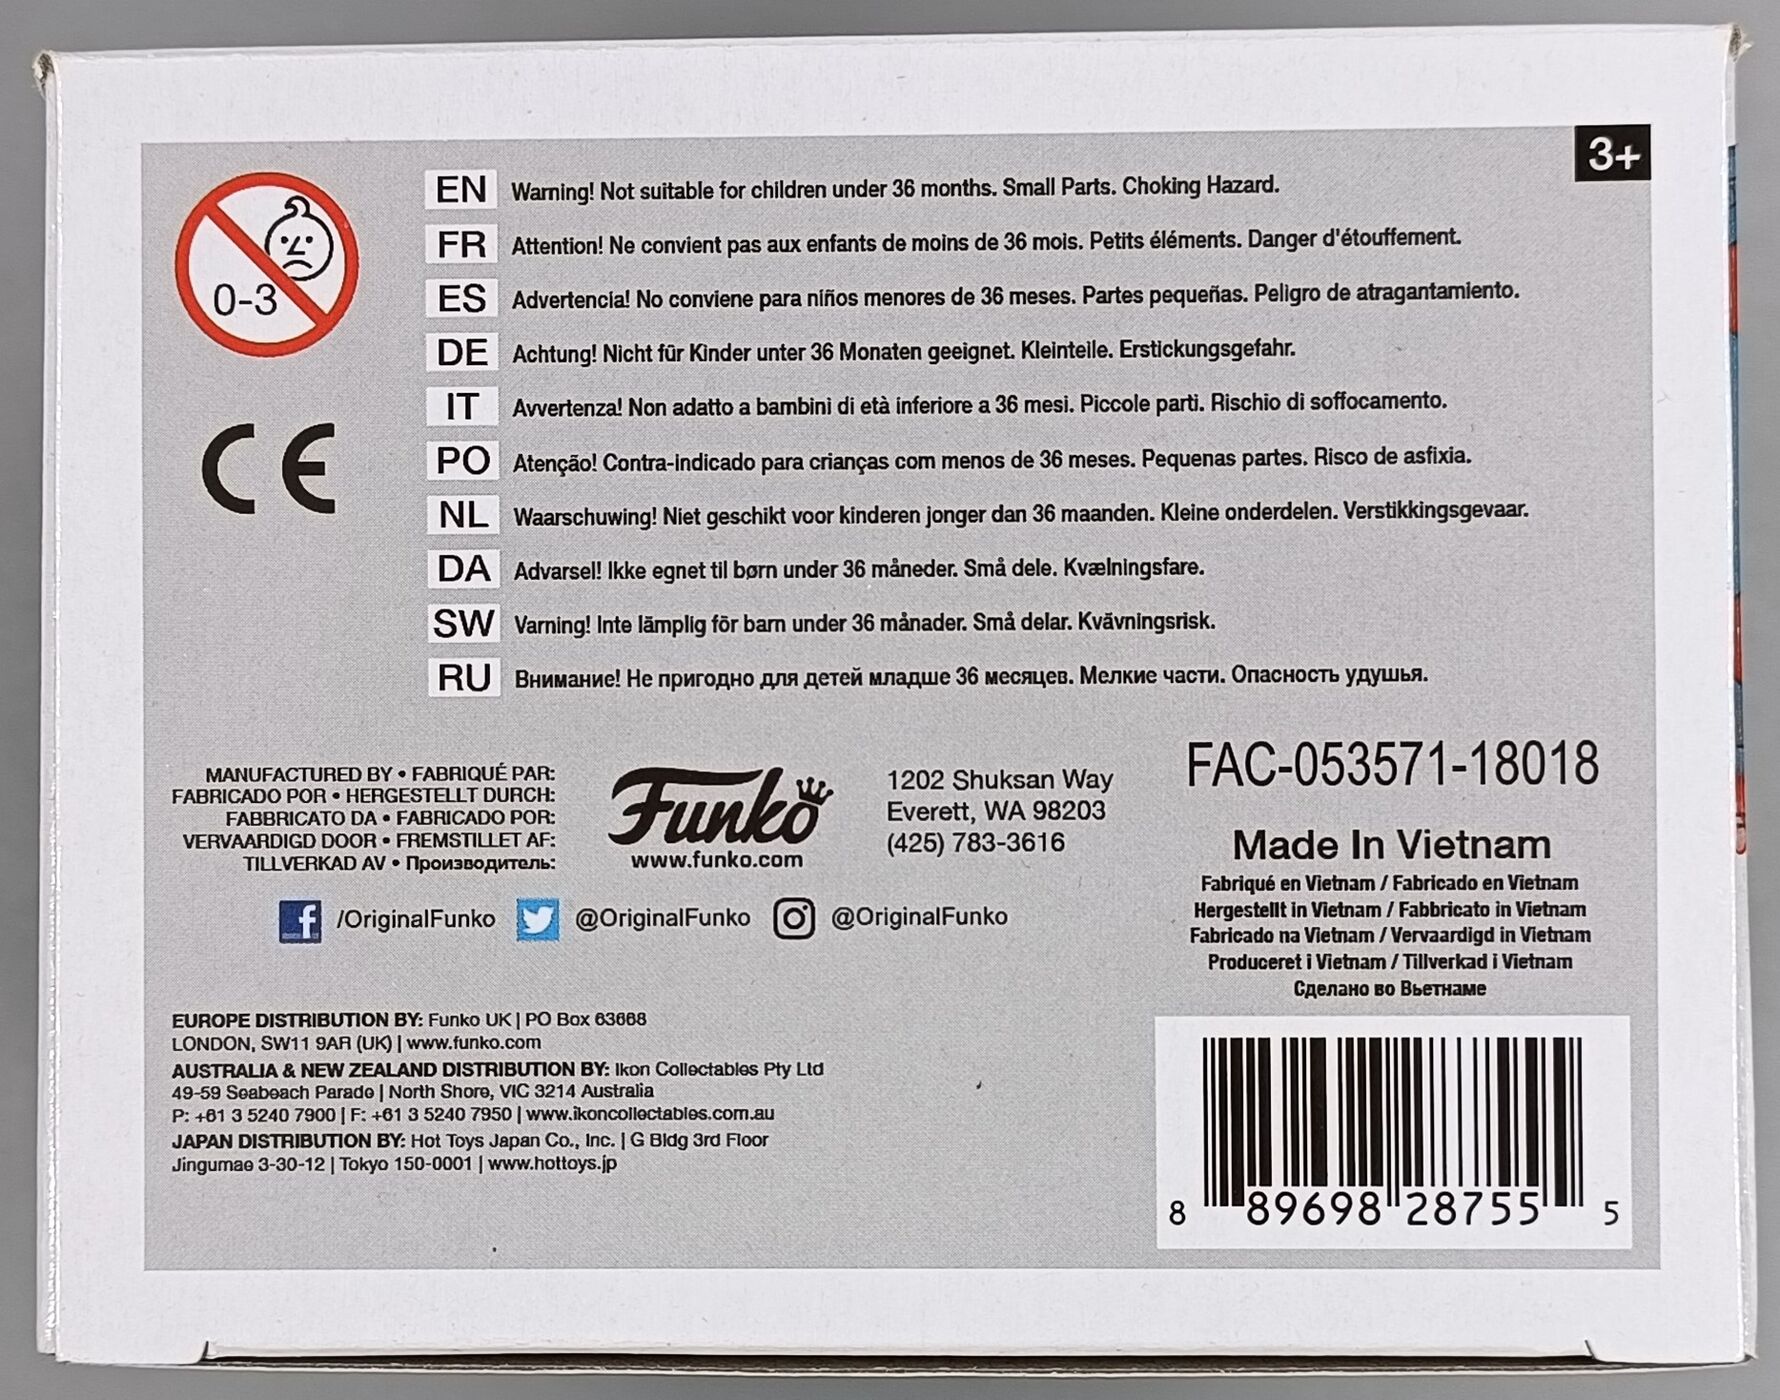 3+
0-3
EN Warning! Not suitable for children under 36 months. Small Parts. Choking Hazard.
FR Attention! Ne convient pas aux enfants de moins de 36 mois. Petits éléments. Danger d'étouffement.
ES Advertencia! No conviene para niños menores de 36 meses. Partes pequeñas. Peligro de atragantamiento.
DE Achtung! Nicht für Kinder unter 36 Monaten geeignet. Kleinteile. Erstickungsgefahr.
IT Avvertenza! Non adatto a bambini di età inferiore a 36 mesi. Piccole parti. Rischio di soffocamento.
PO Atenção! Contra-indicado para crianças com menos de 36 meses. Pequenas partes. Risco de asfixia.
NL Waarschuwing! Niet geschikt voor kinderen jonger dan 36 maanden. Kleine onderdelen. Verstikkingsgevaar.
DA Advarsel! Ikke egnet til børn under 36 måneder. Små dele. Kvælningsfare.
SW Varning! Inte lämplig för barn under 36 månader. Små delar. Kvävningsrisk.
RU Внимание! Не пригодно для детей младше 36 месяцев. Мелкие части. Опасность удушья.
CE
MANUFACTURED BY • FABRIQUÉ PAR:
FABRICADO POR • HERGESTELLT DURCH:
FABBRICATO DA • FABRICADO POR:
VERVAARDIGD DOOR • FREMSTILLET AF:
TILLVERKAD AV • Производитель:
Funko
www.funko.com
1202 Shuksan Way
Everett, WA 98203
(425) 783-3616
/OriginalFunko @OriginalFunko @OriginalFunko
FAC-053571-18018
Made In Vietnam
Fabriqué en Vietnam / Fabricado en Vietnam
Hergestellt in Vietnam / Fabbricato in Vietnam
Fabricado na Vietnam / Vervaardigd in Vietnam
Produceret i Vietnam / Tillverkad i Vietnam
Сделано во Вьетнаме
EUROPE DISTRIBUTION BY: Funko UK | PO Box 63668
LONDON, SW11 9AR (UK) | www.funko.com
AUSTRALIA & NEW ZEALAND DISTRIBUTION BY: Ikon Collectables Pty Ltd
49-59 Seabeach Parade | North Shore, VIC 3214 Australia
P: +61 3 5240 7900 | F: +61 3 5240 7950 | www.ikoncollectables.com.au
JAPAN DISTRIBUTION BY: Hot Toys Japan Co., Inc. | G Bldg 3rd Floor
Jingumae 3-30-12 | Tokyo 150-0001 | www.hottoys.jp
8 89698 28755 5